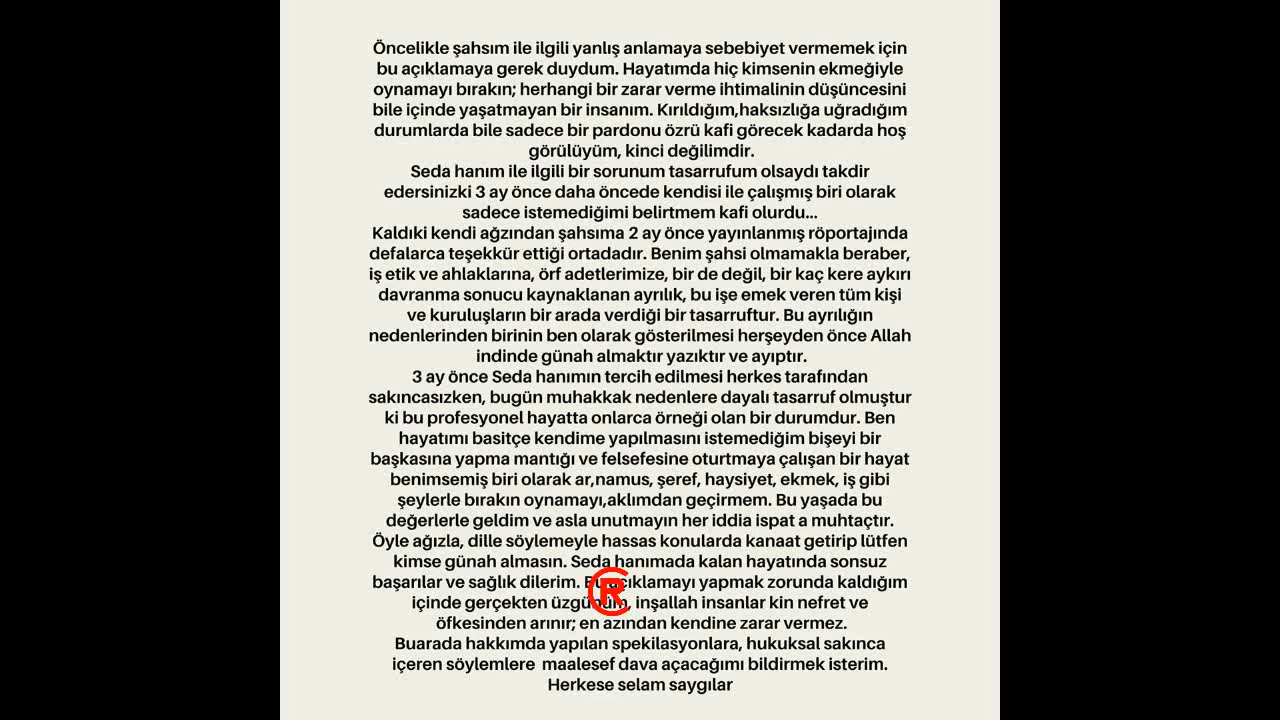 Öncelikle şahsım ile ilgili yanlış anlamaya sebebiyet vermemek için
bu açıklamaya gerek duydum. Hayatımda hiç kimsenin ekmeğiyle
oynamayı bırakın; herhangi bir zarar verme ihtimalinin düşüncesini
bile içinde yaşatmayan bir insanım. Kırıldığım,haksızlığa uğradığım
durumlarda bile sadece bir pardonu özrü kafi görecek kadarda hoş
görülüyüm, kinci değilimdir.
Seda hanım ile ilgili bir sorunum tasarrufum olsaydı takdir
edersinizki 3 ay önce daha öncede kendisi ile çalışmış biri olarak
sadece istemediğimi belirtmem kafi olurdu...
Kaldıki kendi ağzından şahsıma 2 ay önce yayınlanmış röportajında
defalarca teşekkür ettiği ortadadır. Benim şahsi olmamakla beraber,
iş etik ve ahlaklarına, örf adetlerimize, bir de değil, bir kaç kere aykırı
davranma sonucu kaynaklanan ayrılık, bu işe emek veren tüm kişi
ve kuruluşların bir arada verdiği bir tasarruftur. Bu ayrılığın
nedenlerinden birinin ben olarak gösterilmesi herşeyden önce Allah
indinde günah almaktır yazıktır ve ayıptır.
3 ay önce Seda hanımın tercih edilmesi herkes tarafından
sakıncasızken, bugün muhakkak nedenlere dayalı tasarruf olmuştur
ki bu profesyonel hayatta onlarca örneği olan bir durumdur. Ben
hayatımı basitçe kendime yapılmasını istemediğim bişeyi bir
başkasına yapma mantığı ve felsefesine oturtmaya çalışan bir hayat
benimsemiş biri olarak ar,namus, şeref, haysiyet, ekmek, iş gibi
şeylerle bırakın oynamayı,aklımdan geçirmem. Bu yaşada bu
değerlerle geldim ve asla unutmayın her iddia ispat a muhtaçtır.
Öyle ağızla, dille söylemeyle hassas konularda kanaat getirip lütfen
kimse günah almasın. Seda hanımada kalan hayatında sonsuz
başarılar ve sağlık dilerim. Bu açıklamayı yapmak zorunda kaldığım
içinde gerçekten üzgünüm, inşallah insanlar kin nefret ve
öfkesinden arınır; en azından kendine zarar vermez.
Buarada hakkımda yapılan spekilasyonlara, hukuksal sakınca
içeren söylemlere maalesef dava açacağımı bildirmek isterim.
Herkese selam saygılar
R